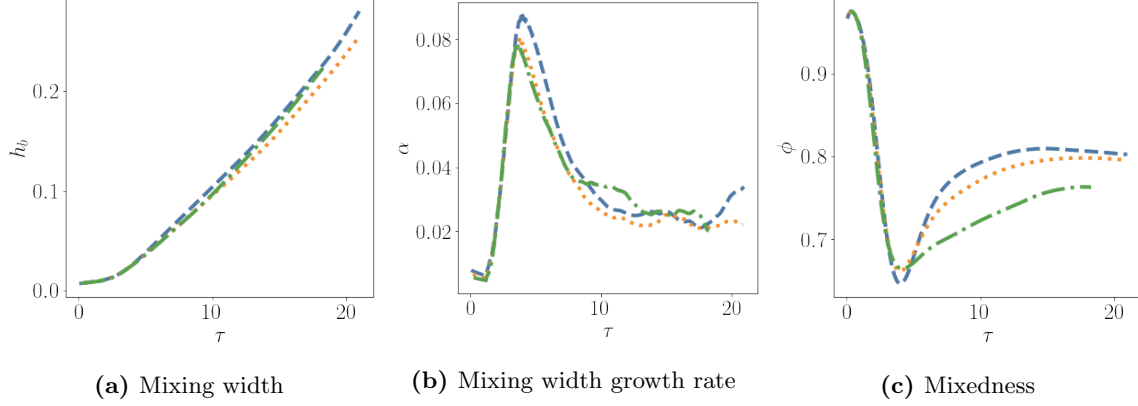 0.2
0.1
0.0
h_b
0
10
20
τ
(a) Mixing width
0.08
0.06
0.04
0.02
α
0
10
20
τ
(b) Mixing width growth rate
0.9
0.8
0.7
ϕ
0
10
20
τ
(c) Mixedness